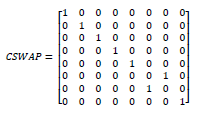 1 0 0 0 0 0 0 0
0 1 0 0 0 0 0 0
0 0 1 0 0 0 0 0
0 0 0 1 0 0 0 0
CSWAP =
0 0 0 0 1 0 0 0
0 0 0 0 0 0 1 0
0 0 0 0 0 1 0 0
0 0 0 0 0 0 0 1